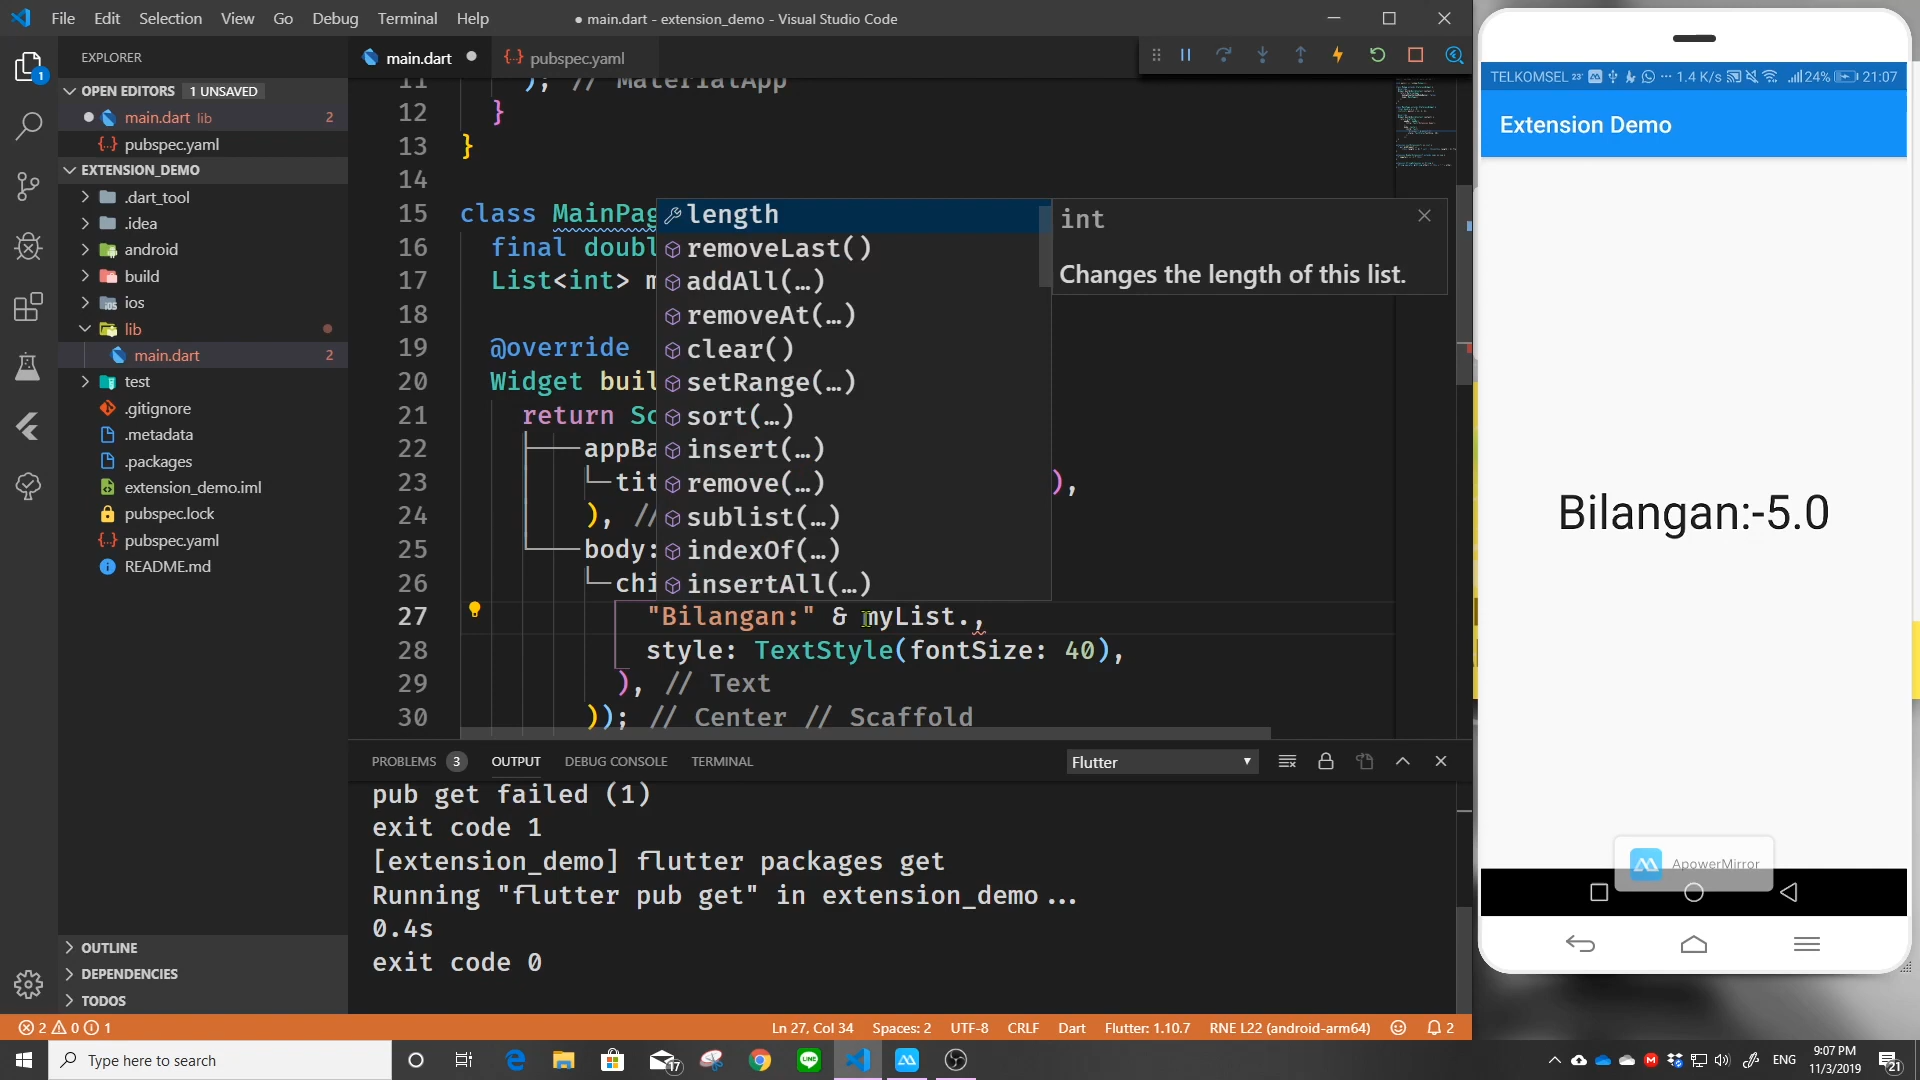 File Edit Selection View Go Debug Terminal Help
● main.dart - extension_demo - Visual Studio Code
EXPLORER
OPEN EDITORS 1 UNSAVED
main.dart lib 2
pubspec.yaml
EXTENSION_DEMO
.dart_tool
.idea
android
build
ios
lib
main.dart 2
test
.gitignore
.metadata
.packages
extension_demo.iml
pubspec.lock
pubspec.yaml
README.md
OUTLINE
DEPENDENCIES
TODOS
1
main.dart
pubspec.yaml
11 ); // MaterialApp
12 }
13 }
14
15 class MainPag
16 final doubl
17 List<int> m
18
19 @override
20 Widget buil
21 return Sc
22 appBa
23 tit ),
24 ), //
25 body:
26 chi
27 "Bilangan:" & myList.,
28 style: TextStyle(fontSize: 40),
29 ), // Text
30 )); // Center // Scaffold
length
removeLast()
addAll(…)
removeAt(…)
clear()
setRange(…)
sort(…)
insert(…)
remove(…)
sublist(…)
indexOf(…)
insertAll(…)
int
Changes the length of this list.
PROBLEMS 3 OUTPUT DEBUG CONSOLE TERMINAL
Flutter
pub get failed (1)
exit code 1
[extension_demo] flutter packages get
Running "flutter pub get" in extension_demo...
0.4s
exit code 0
2 0 1
Ln 27, Col 34 Spaces: 2 UTF-8 CRLF Dart Flutter: 1.10.7 RNE L22 (android-arm64) 2
TELKOMSEL 23° ··· 1.4 K/s 24% 21:07
Extension Demo
Bilangan:-5.0
ApowerMirror
Type here to search
17
ENG
9:07 PM
11/3/2019
21